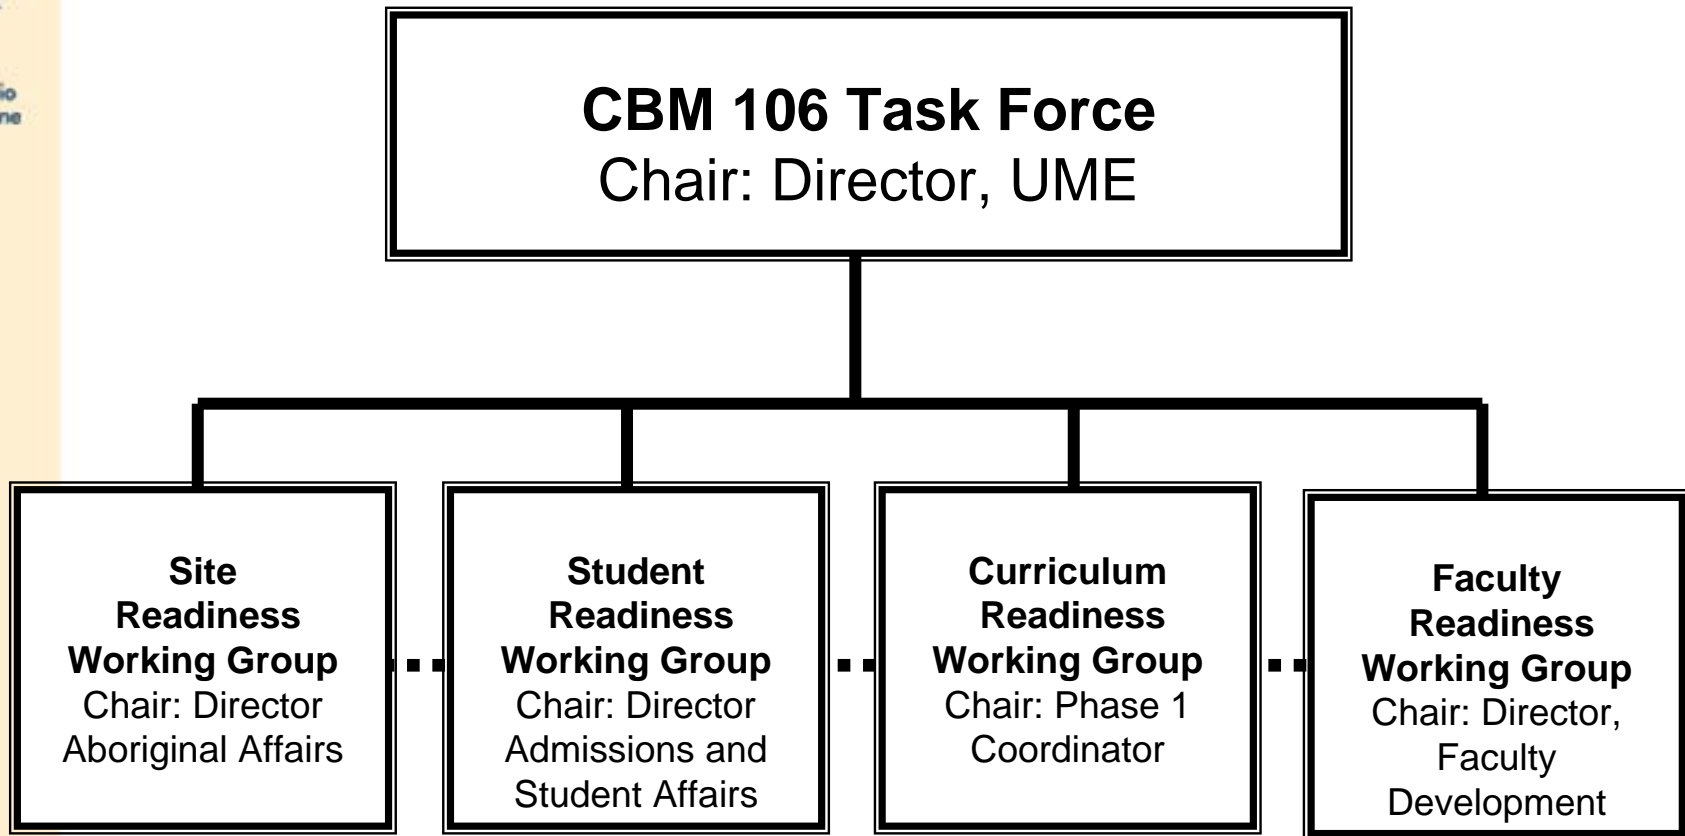 CBM 106 Task Force
Chair: Director, UME
Site
Readiness
Working Group
Chair: Director
Aboriginal Affairs
Student
Readiness
Working Group
Chair: Director
Admissions and
Student Affairs
Curriculum
Readiness
Working Group
Chair: Phase 1
Coordinator
Faculty
Readiness
Working Group
Chair: Director,
Faculty
Development